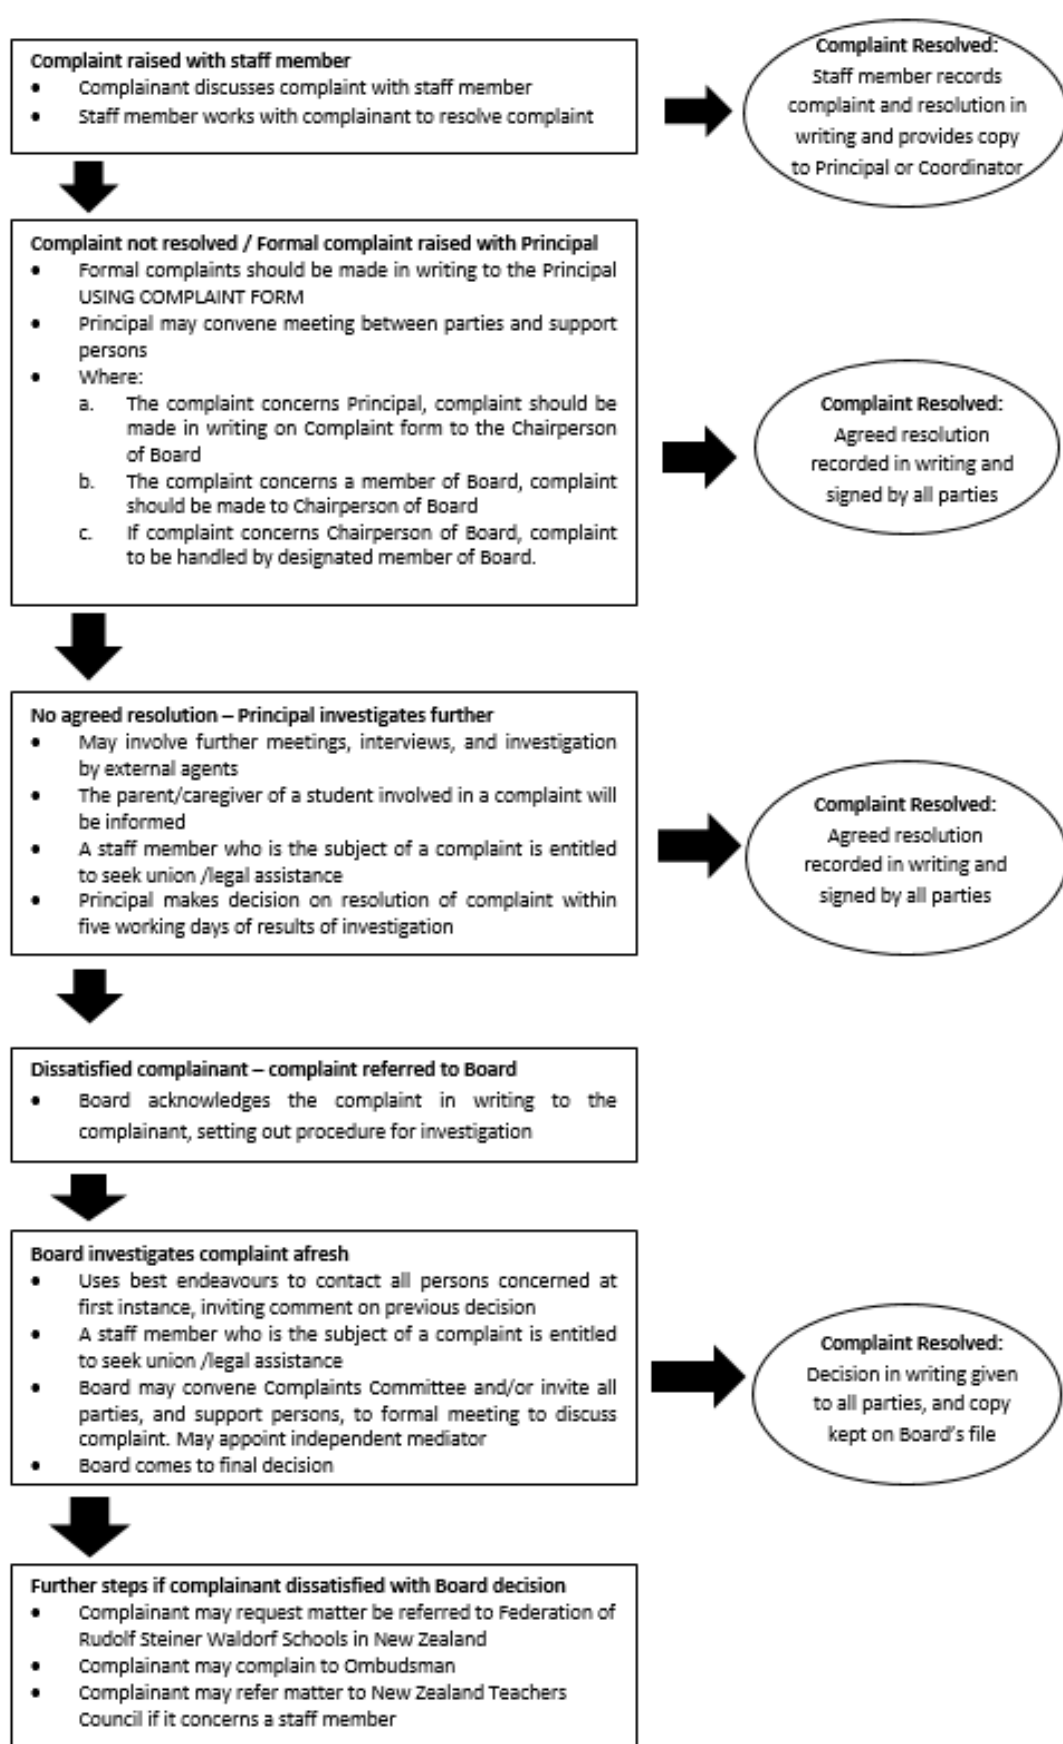 Complaint raised with staff member
• Complainant discusses complaint with staff member
• Staff member works with complainant to resolve complaint
Complaint Resolved:
Staff member records
complaint and resolution in
writing and provides copy
to Principal or Coordinator
Complaint not resolved / Formal complaint raised with Principal
• Formal complaints should be made in writing to the Principal
USING COMPLAINT FORM
• Principal may convene meeting between parties and support
persons
• Where:
a. The complaint concerns Principal, complaint should be
made in writing on Complaint form to the Chairperson
of Board
b. The complaint concerns a member of Board, complaint
should be made to Chairperson of Board
c. If complaint concerns Chairperson of Board, complaint
to be handled by designated member of Board.
Complaint Resolved:
Agreed resolution
recorded in writing and
signed by all parties
No agreed resolution – Principal investigates further
• May involve further meetings, interviews, and investigation
by external agents
• The parent/caregiver of a student involved in a complaint will
be informed
• A staff member who is the subject of a complaint is entitled
to seek union /legal assistance
• Principal makes decision on resolution of complaint within
five working days of results of investigation
Complaint Resolved:
Agreed resolution
recorded in writing and
signed by all parties
Dissatisfied complainant – complaint referred to Board
• Board acknowledges the complaint in writing to the
complainant, setting out procedure for investigation
Board investigates complaint afresh
• Uses best endeavours to contact all persons concerned at
first instance, inviting comment on previous decision
• A staff member who is the subject of a complaint is entitled
to seek union /legal assistance
• Board may convene Complaints Committee and/or invite all
parties, and support persons, to formal meeting to discuss
complaint. May appoint independent mediator
• Board comes to final decision
Complaint Resolved:
Decision in writing given
to all parties, and copy
kept on Board's file
Further steps if complainant dissatisfied with Board decision
• Complainant may request matter be referred to Federation of
Rudolf Steiner Waldorf Schools in New Zealand
• Complainant may complain to Ombudsman
• Complainant may refer matter to New Zealand Teachers
Council if it concerns a staff member